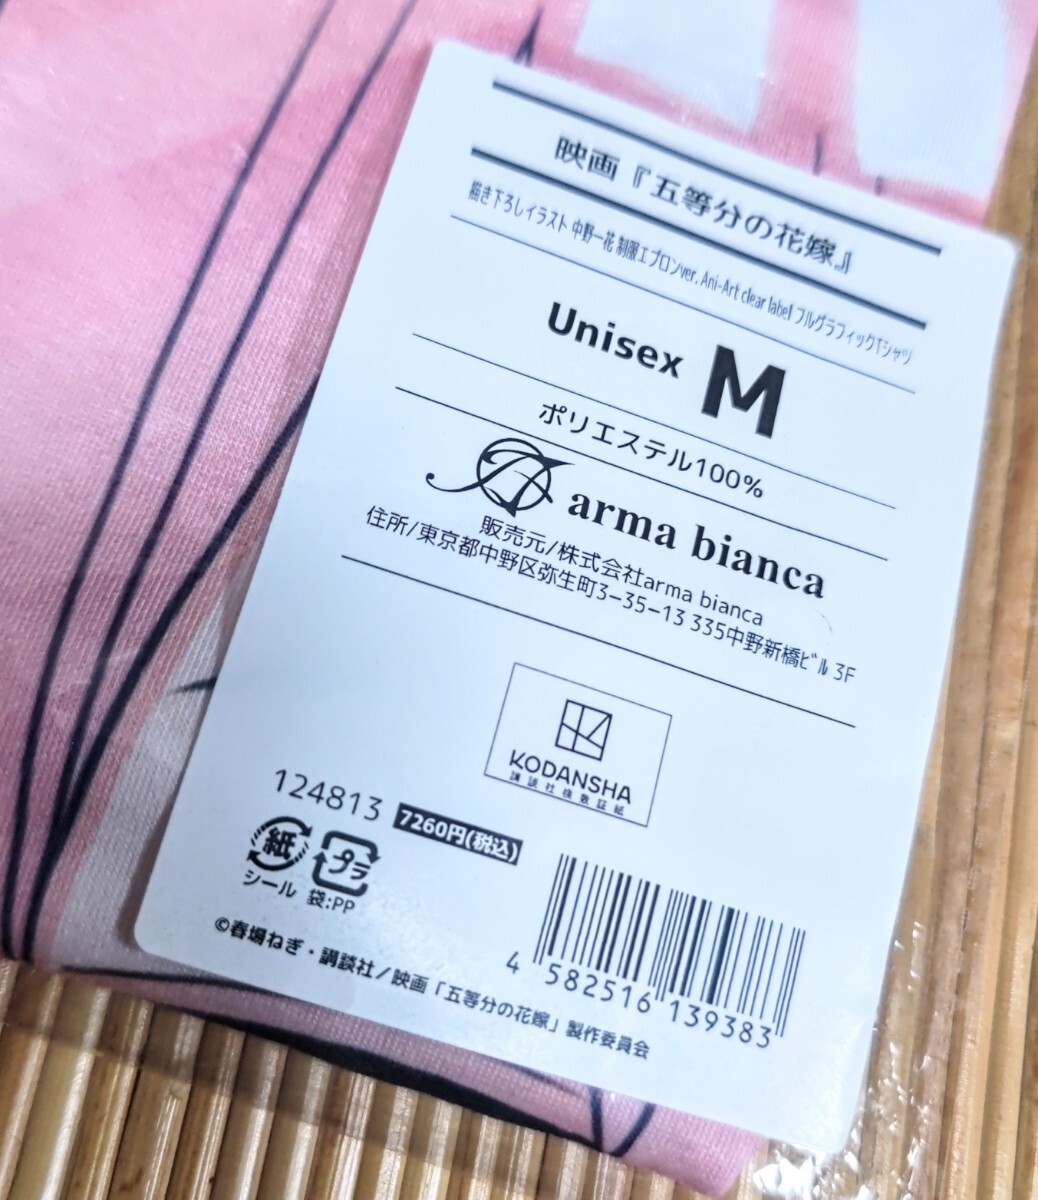 映画『五等分の花嫁』
描き下ろしイラスト 中野一花 制服エプロンver. Ani-Art clear label フルグラフィックTシャツ
Unisex M
ポリエステル100%
arma bianca
販売元/株式会社arma bianca
住所/東京都中野区弥生町3-35-13 335中野新橋ﾋﾞﾙ 3F
KODANSHA
講談社検数証紙
124813 7260円(税込)
紙 プラ
シール 袋:PP
4 582516 139383
©春場ねぎ・講談社/映画「五等分の花嫁」製作委員会